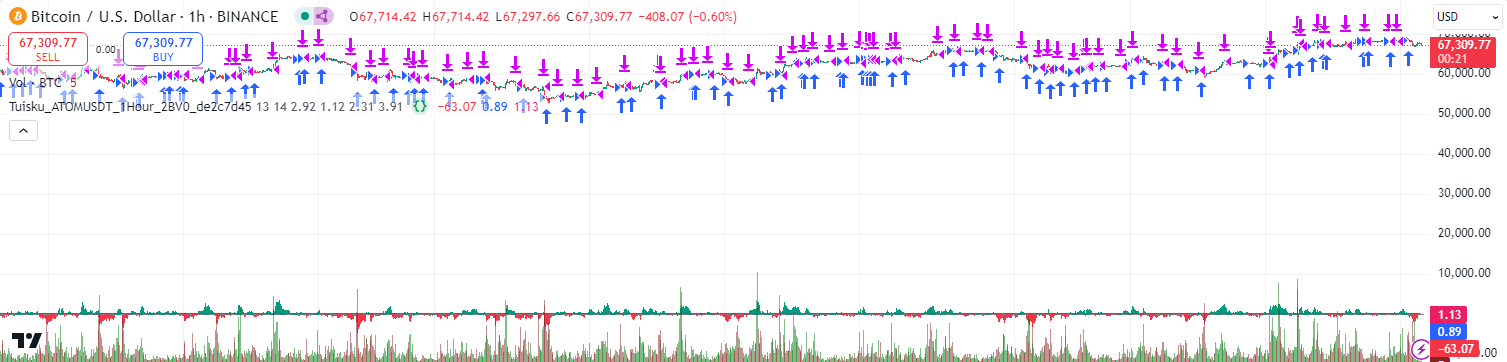 Bitcoin / U.S. Dollar · 1h · BINANCE O67,714.42 H67,714.42 L67,297.66 C67,309.77 −408.07 (−0.60%)
USD
67,309.77 SELL
0.00
67,309.77 BUY
67,309.77
00:21
60,000.00
Vol · BTC 5
Tuisku_ATOMUSDT_1Hour_2BV0_de2c7d45 13 14 2.92 1.12 2.31 3.91 −63.07 0.89 1.13
50,000.00
40,000.00
30,000.00
20,000.00
10,000.00
1.13
0.89
−63.07